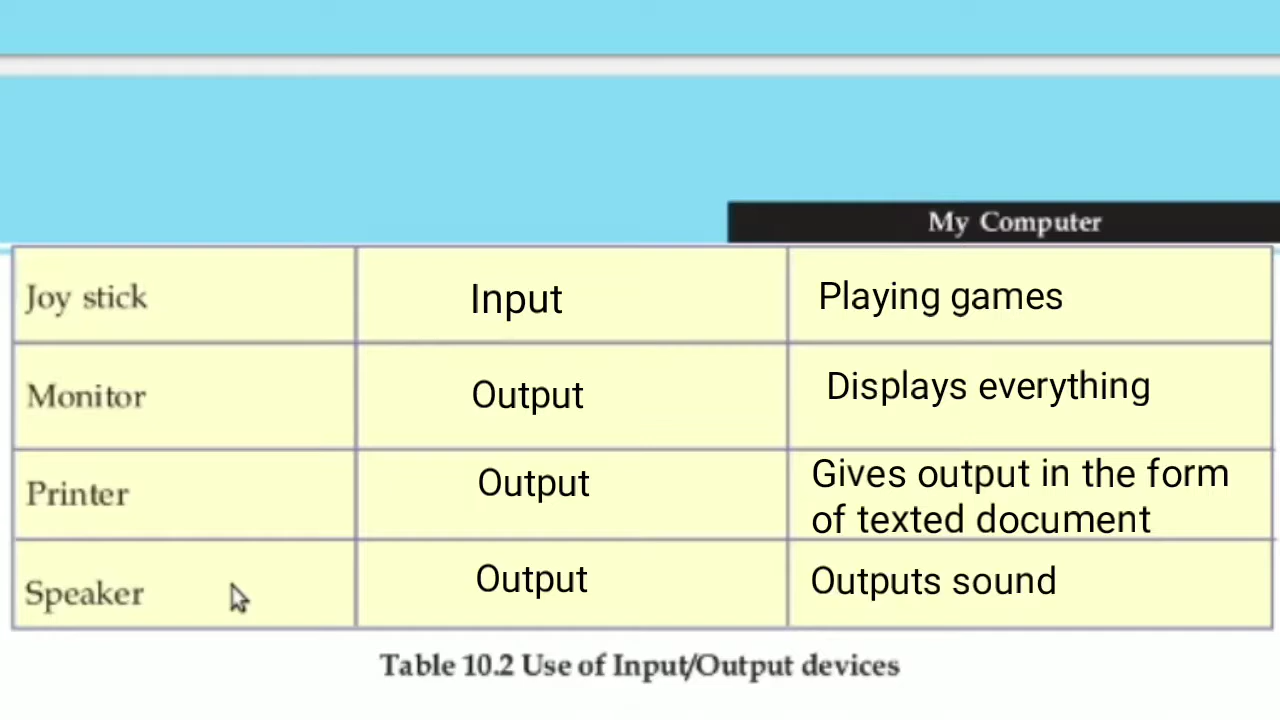 My Computer
Joy stick
Input
Playing games
Monitor
Output
Displays everything
Printer
Output
Gives output in the form
of texted document
Speaker
Output
Outputs sound
Table 10.2 Use of Input/Output devices